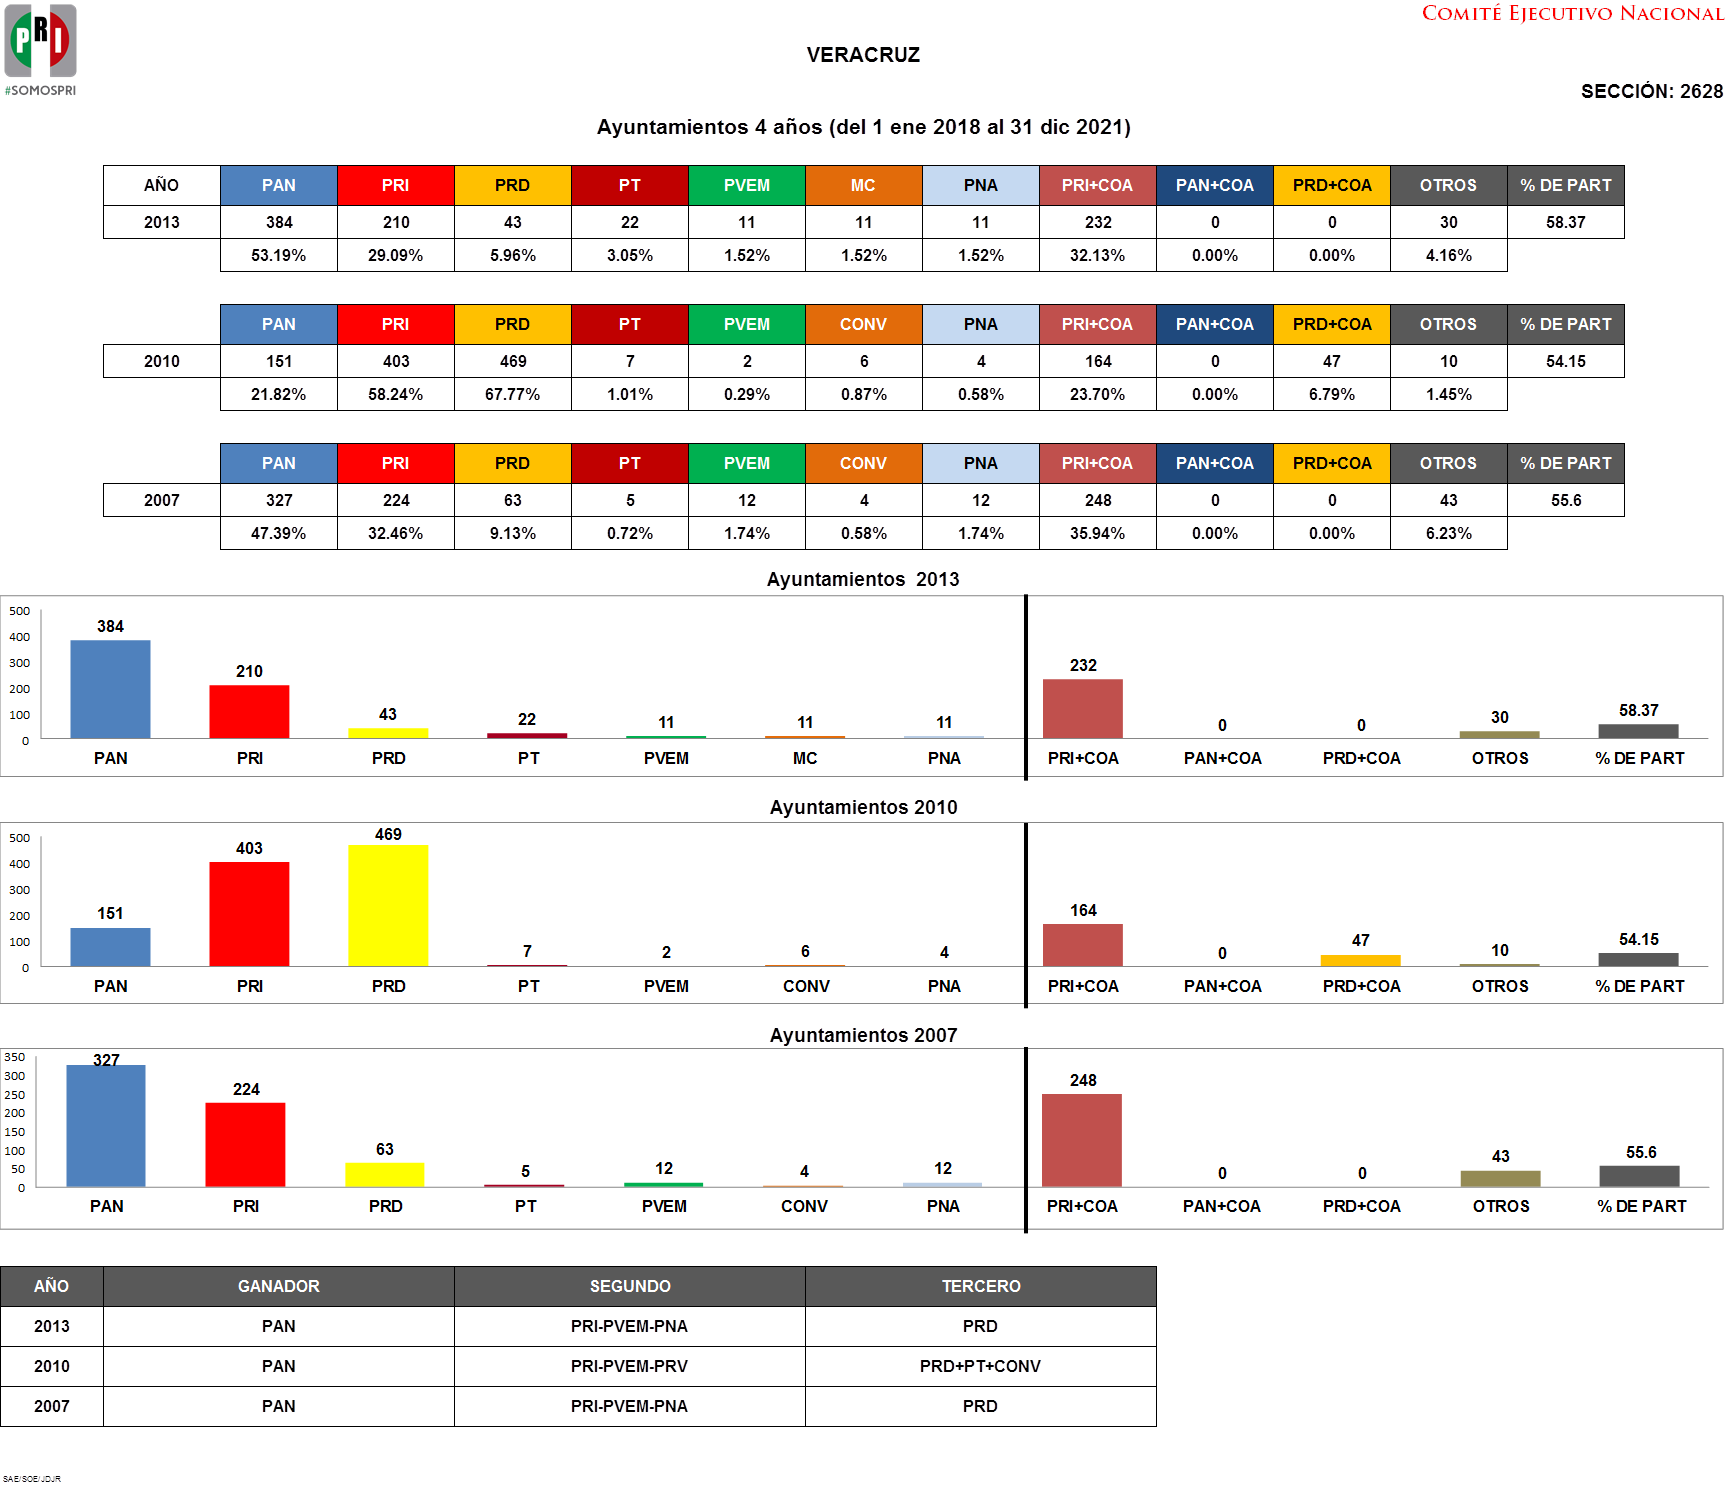 PRI
#SOMOSPRI
COMITÉ EJECUTIVO NACIONAL
VERACRUZ
SECCIÓN: 2628
Ayuntamientos 4 años (del 1 ene 2018 al 31 dic 2021)
AÑO PAN PRI PRD PT PVEM MC PNA PRI+COA PAN+COA PRD+COA OTROS % DE PART
2013 384 210 43 22 11 11 11 232 0 0 30 58.37
53.19% 29.09% 5.96% 3.05% 1.52% 1.52% 1.52% 32.13% 0.00% 0.00% 4.16%
PAN PRI PRD PT PVEM CONV PNA PRI+COA PAN+COA PRD+COA OTROS % DE PART
2010 151 403 469 7 2 6 4 164 0 47 10 54.15
21.82% 58.24% 67.77% 1.01% 0.29% 0.87% 0.58% 23.70% 0.00% 6.79% 1.45%
PAN PRI PRD PT PVEM CONV PNA PRI+COA PAN+COA PRD+COA OTROS % DE PART
2007 327 224 63 5 12 4 12 248 0 0 43 55.6
47.39% 32.46% 9.13% 0.72% 1.74% 0.58% 1.74% 35.94% 0.00% 0.00% 6.23%
Ayuntamientos 2013
500
400
300
200
100
0
384 210 43 22 11 11 11 232 0 0 30 58.37
PAN PRI PRD PT PVEM MC PNA PRI+COA PAN+COA PRD+COA OTROS % DE PART
Ayuntamientos 2010
500
400
300
200
100
0
151 403 469 7 2 6 4 164 0 47 10 54.15
PAN PRI PRD PT PVEM CONV PNA PRI+COA PAN+COA PRD+COA OTROS % DE PART
Ayuntamientos 2007
350
300
250
200
150
100
50
0
327 224 63 5 12 4 12 248 0 0 43 55.6
PAN PRI PRD PT PVEM CONV PNA PRI+COA PAN+COA PRD+COA OTROS % DE PART
AÑO GANADOR SEGUNDO TERCERO
2013 PAN PRI-PVEM-PNA PRD
2010 PAN PRI-PVEM-PRV PRD+PT+CONV
2007 PAN PRI-PVEM-PNA PRD
SAE/SOE/JDJR